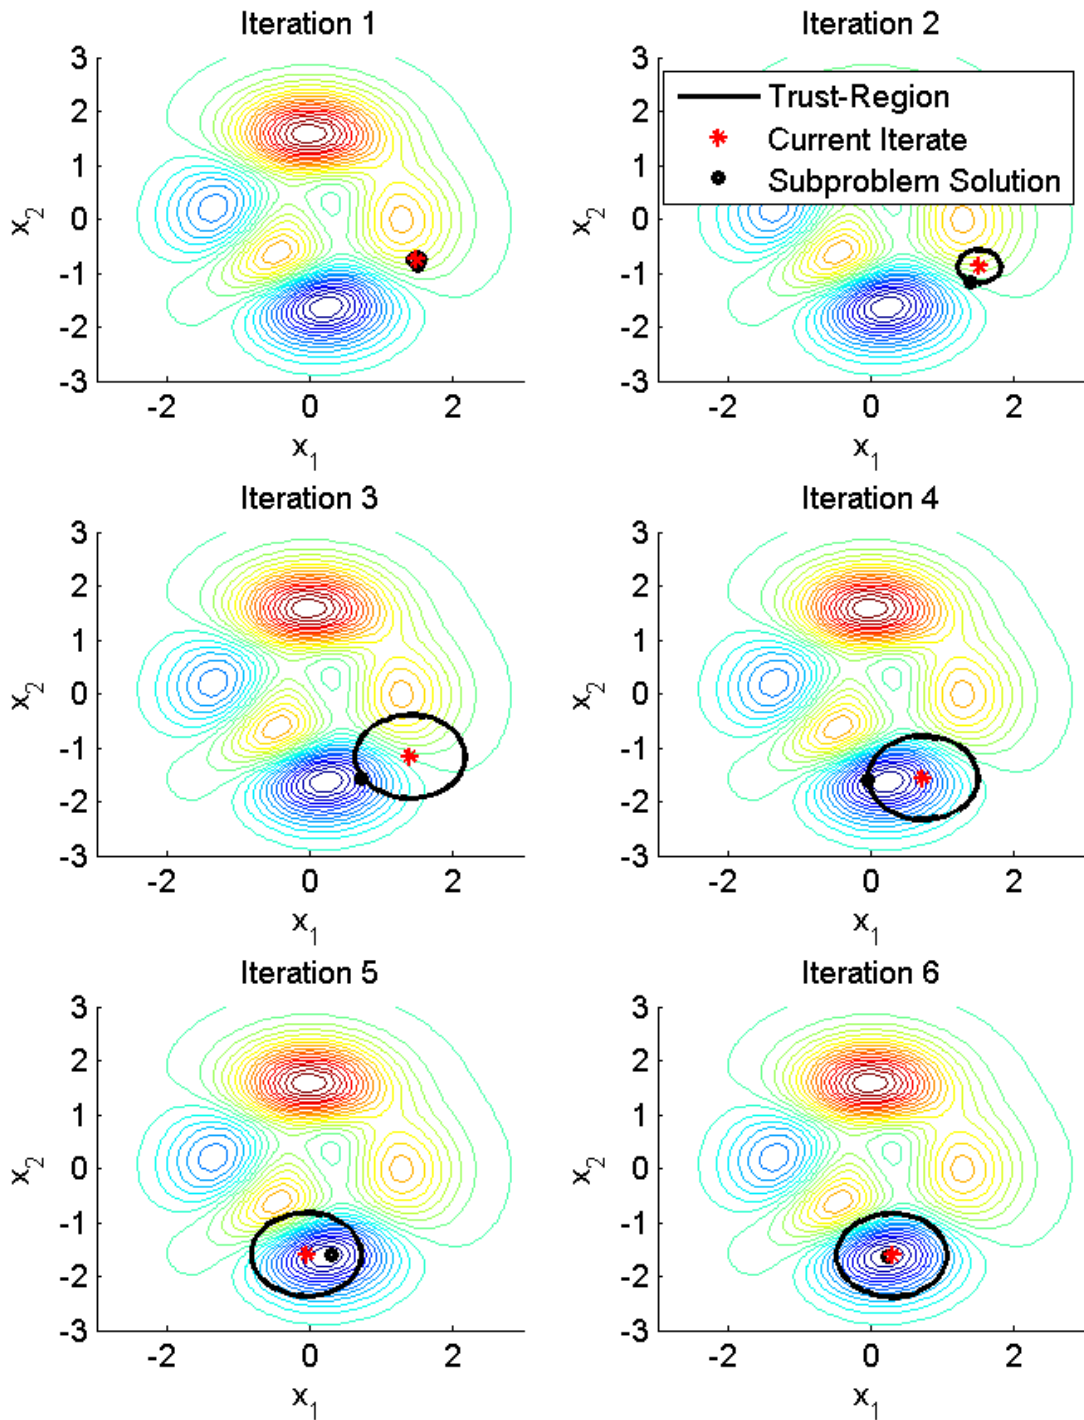 Iteration 1
3
2
1
0
-1
-2
-3
x2
-2 0 2
x1
Iteration 2
3
2
1
0
-1
-2
-3
x2
Trust-Region
Current Iterate
Subproblem Solution
-2 0 2
x1
Iteration 3
3
2
1
0
-1
-2
-3
x2
-2 0 2
x1
Iteration 4
3
2
1
0
-1
-2
-3
x2
-2 0 2
x1
Iteration 5
3
2
1
0
-1
-2
-3
x2
-2 0 2
x1
Iteration 6
3
2
1
0
-1
-2
-3
x2
-2 0 2
x1